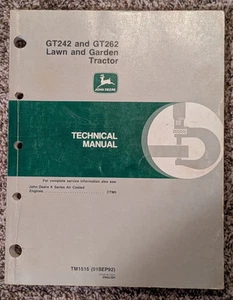 GT242 and GT262
Lawn and Garden
Tractor
JOHN DEERE
TECHNICAL
MANUAL
For complete service information also see:
John Deere K Series Air Cooled
Engines
TM1515 (01SEP92)